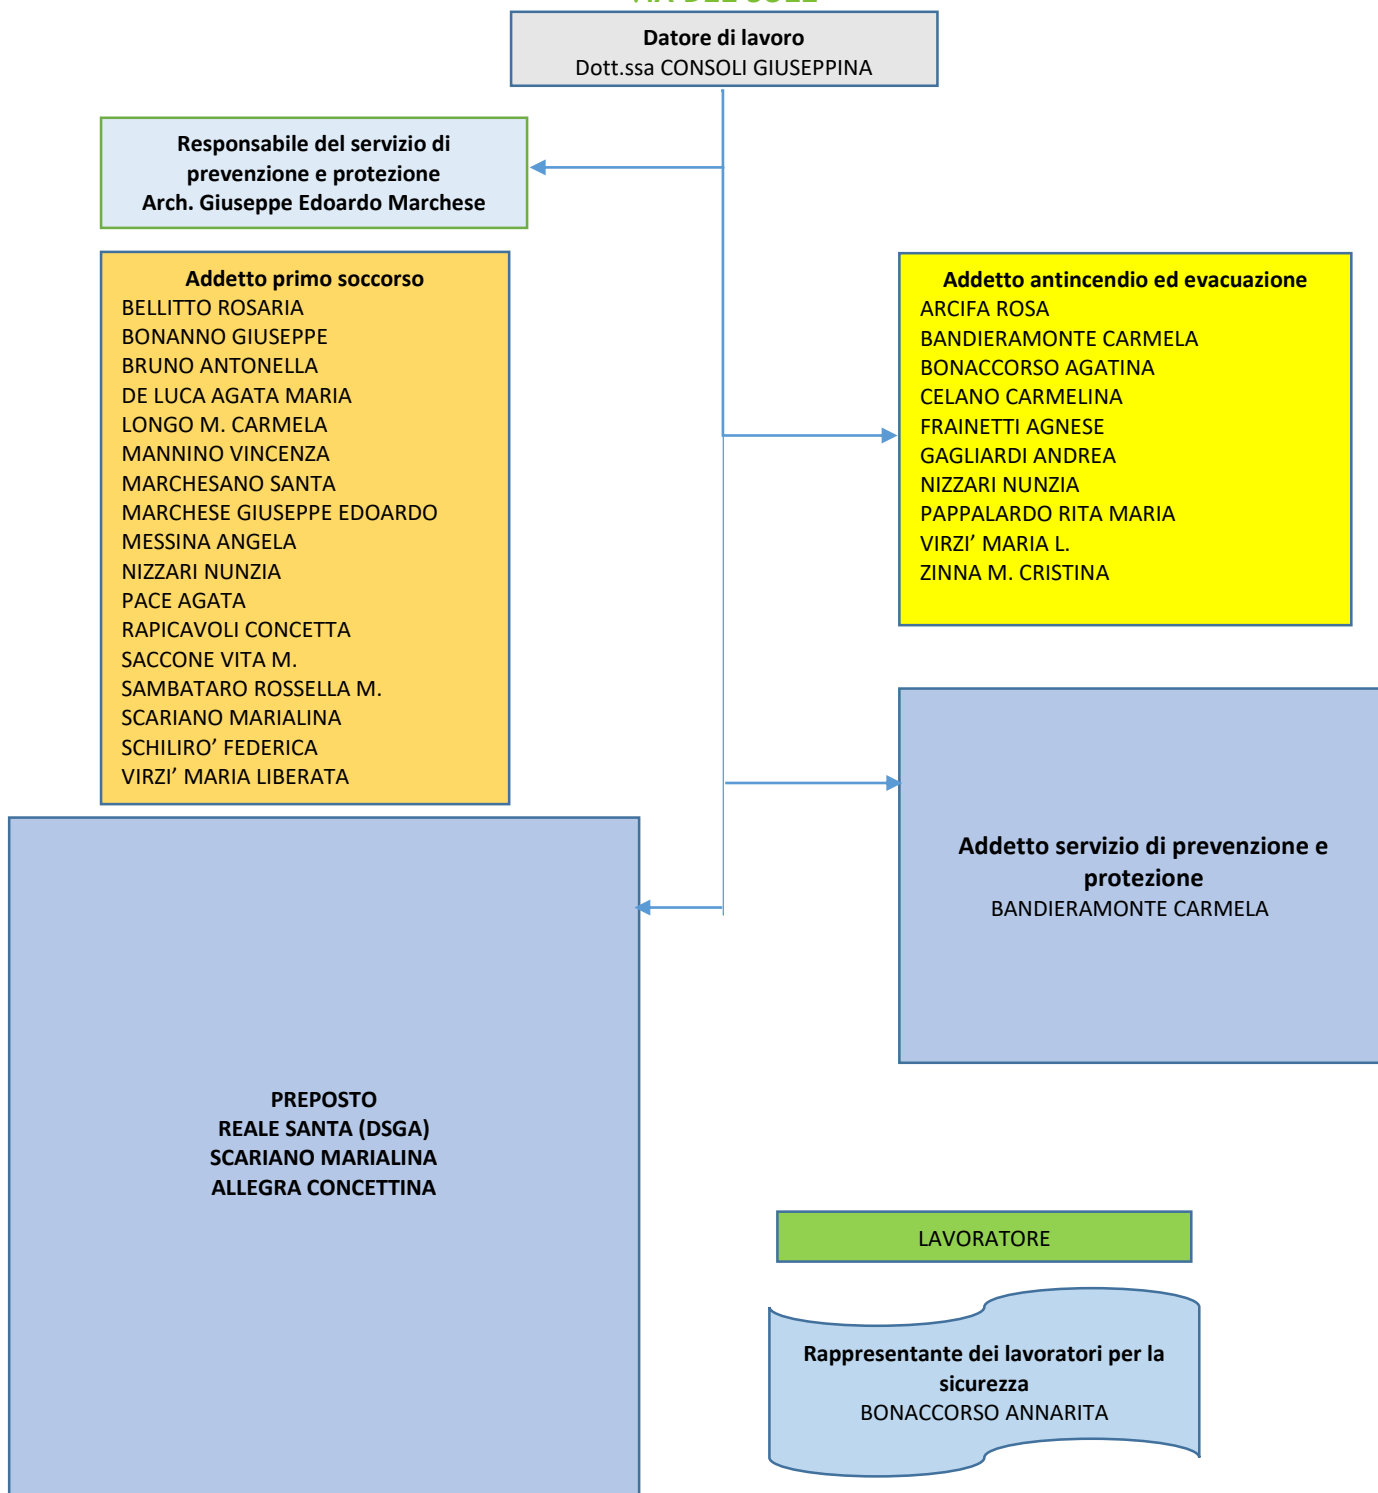 Datore di lavoro
Dott.ssa CONSOLI GIUSEPPINA
Responsabile del servizio di
prevenzione e protezione
Arch. Giuseppe Edoardo Marchese
Addetto primo soccorso
BELLITTO ROSARIA
BONANNO GIUSEPPE
BRUNO ANTONELLA
DE LUCA AGATA MARIA
LONGO M. CARMELA
MANNINO VINCENZA
MARCHESANO SANTA
MARCHESE GIUSEPPE EDOARDO
MESSINA ANGELA
NIZZARI NUNZIA
PACE AGATA
RAPICAVOLI CONCETTA
SACCONE VITA M.
SAMBATARO ROSSELLA M.
SCARIANO MARIALINA
SCHILIRO’ FEDERICA
VIRZI’ MARIA LIBERATA
Addetto antincendio ed evacuazione
ARCIFA ROSA
BANDIERAMONTE CARMELA
BONACCORSO AGATINA
CELANO CARMELINA
FRAINETTI AGNESE
GAGLIARDI ANDREA
NIZZARI NUNZIA
PAPPALARDO RITA MARIA
VIRZI’ MARIA L.
ZINNA M. CRISTINA
Addetto servizio di prevenzione e
protezione
BANDIERAMONTE CARMELA
PREPOSTO
REALE SANTA (DSGA)
SCARIANO MARIALINA
ALLEGRA CONCETTINA
LAVORATORE
Rappresentante dei lavoratori per la
sicurezza
BONACCORSO ANNARITA